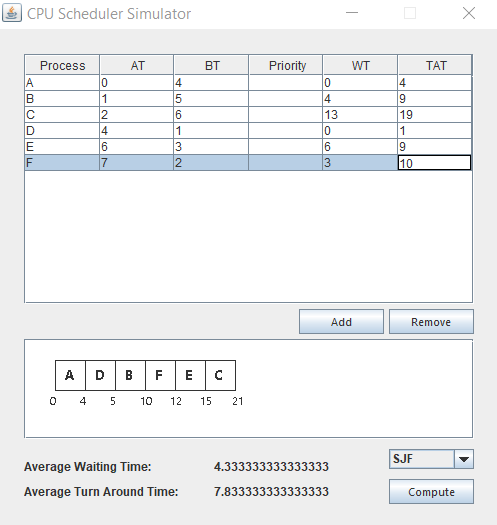 CPU Scheduler Simulator
Process AT BT Priority WT TAT
A 0 4 0 4
B 1 5 4 9
C 2 6 13 19
D 4 1 0 1
E 6 3 6 9
F 7 2 3 10
Add Remove
A D B F E C
0 4 5 10 12 15 21
SJF
Average Waiting Time: 4.333333333333333
Average Turn Around Time: 7.833333333333333
Compute